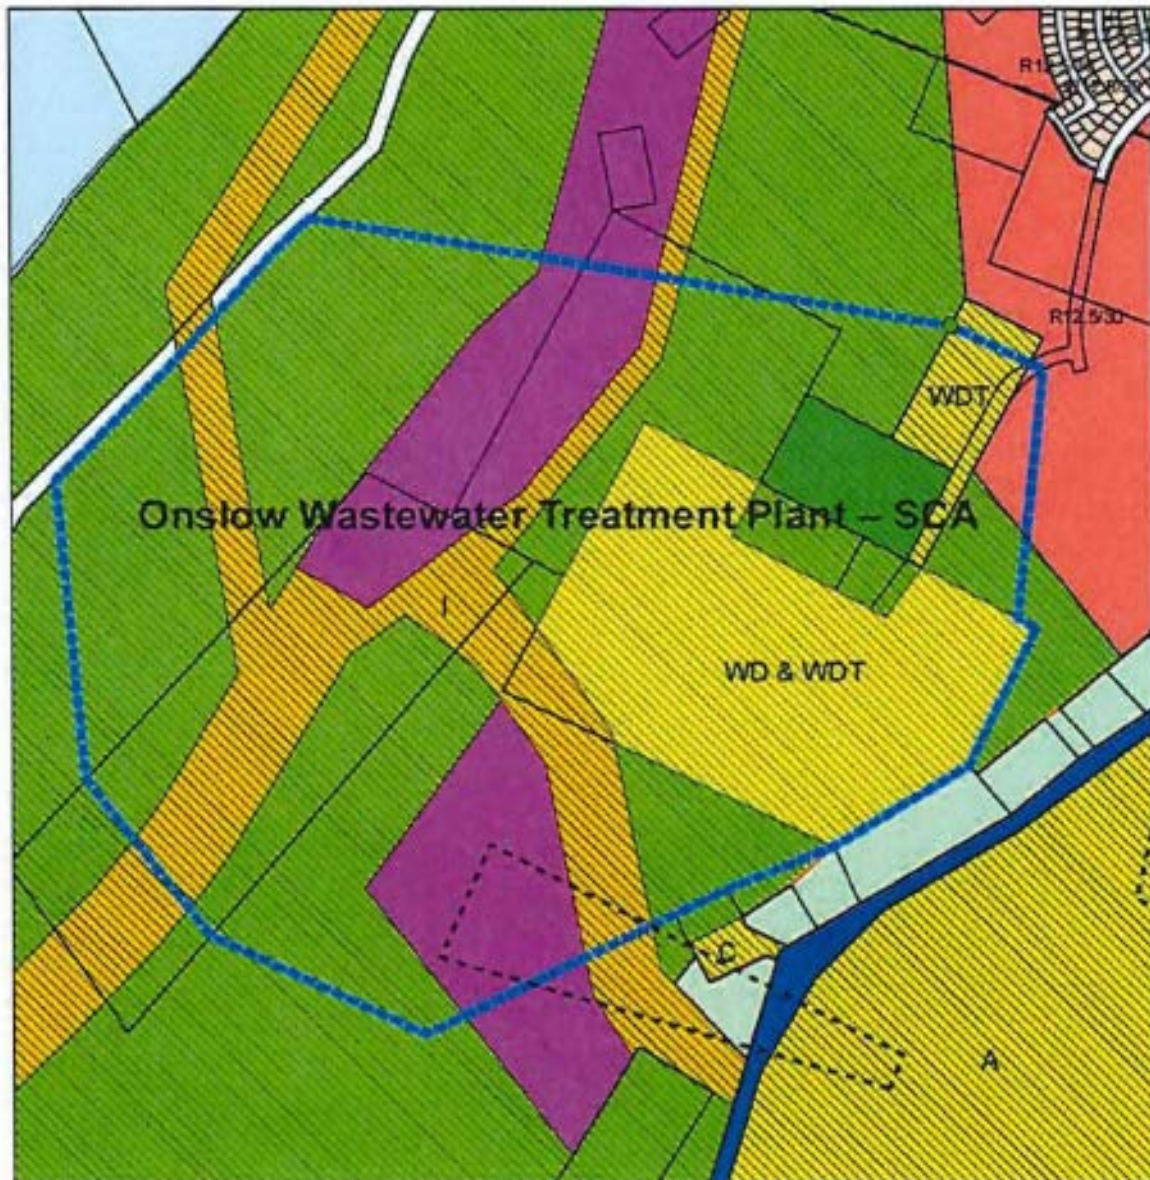 R12.5/30
WDT
Onslow Wastewater Treatment Plant – SCA
I
WD & WDT
C
A